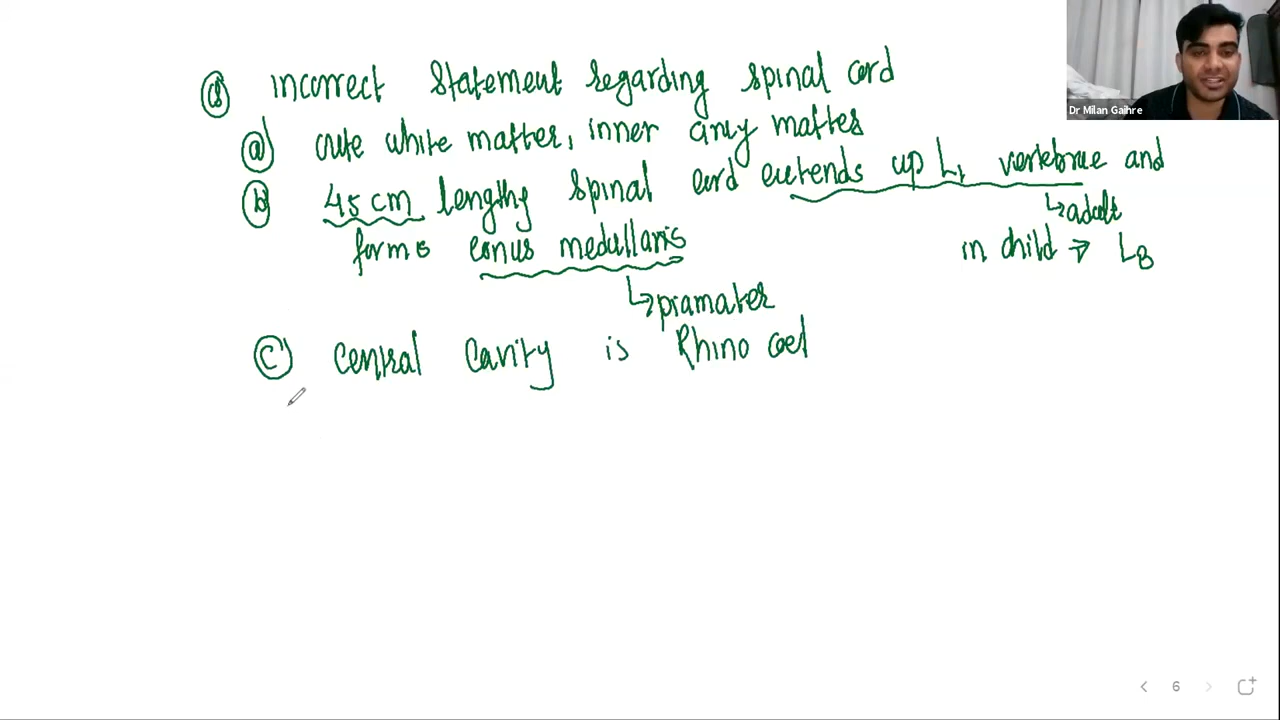 Q incorrect statement regarding spinal cord
a) oute white matter, inner grey matter
b) 45 cm lengthy spinal cord extends up L1 vertebrae and
↳ adult
forms conus medullaris in child → L3
↳ piamater
c) central cavity is Rhino coel
Dr Milan Gaihre
6